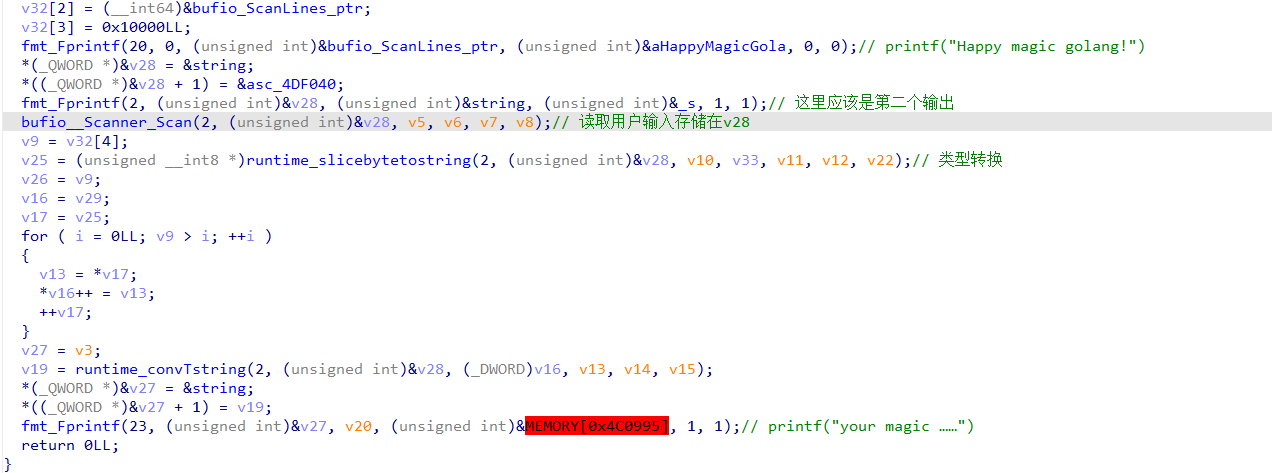 v32[2] = (__int64)&bufio_ScanLines_ptr;
v32[3] = 0x10000LL;
fmt_Fprintf(20, 0, (unsigned int)&bufio_ScanLines_ptr, (unsigned int)&aHappyMagicGola, 0, 0);// printf("Happy magic golang!")
*(_QWORD *)&v28 = &string;
*((_QWORD *)&v28 + 1) = &asc_4DF040;
fmt_Fprintf(2, (unsigned int)&v28, (unsigned int)&string, (unsigned int)&_s, 1, 1);// 这里应该是第二个输出
bufio__Scanner_Scan(2, (unsigned int)&v28, v5, v6, v7, v8);// 读取用户输入存储在v28
v9 = v32[4];
v25 = (unsigned __int8 *)runtime_slicebytetostring(2, (unsigned int)&v28, v10, v33, v11, v12, v22);// 类型转换
v26 = v9;
v16 = v29;
v17 = v25;
for ( i = 0LL; v9 > i; ++i )
{
v13 = *v17;
*v16++ = v13;
++v17;
}
v27 = v3;
v19 = runtime_convTstring(2, (unsigned int)&v28, (_DWORD)v16, v13, v14, v15);
*(_QWORD *)&v27 = &string;
*((_QWORD *)&v27 + 1) = v19;
fmt_Fprintf(23, (unsigned int)&v27, v20, (unsigned int)&MEMORY[0x4C0995], 1, 1);// printf("your magic ……")
return 0LL;
}